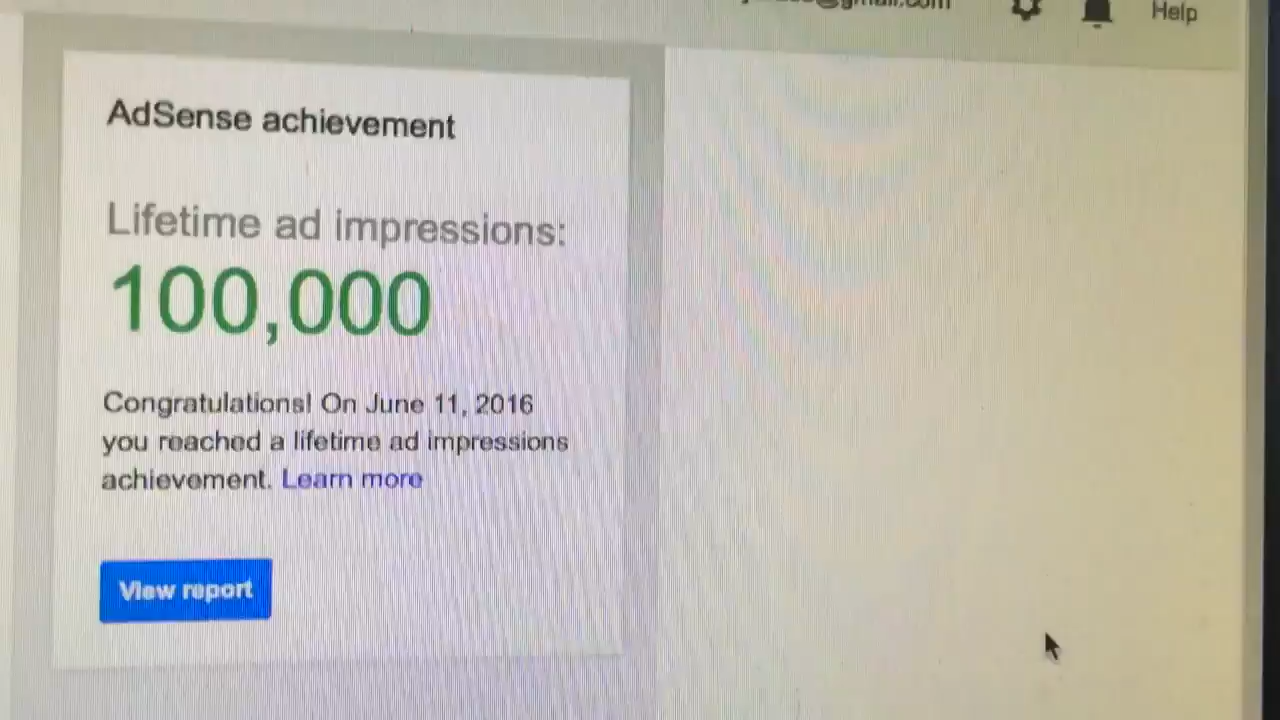 Help
AdSense achievement
Lifetime ad impressions:
100,000
Congratulations! On June 11, 2016
you reached a lifetime ad impressions
achievement. Learn more
View report